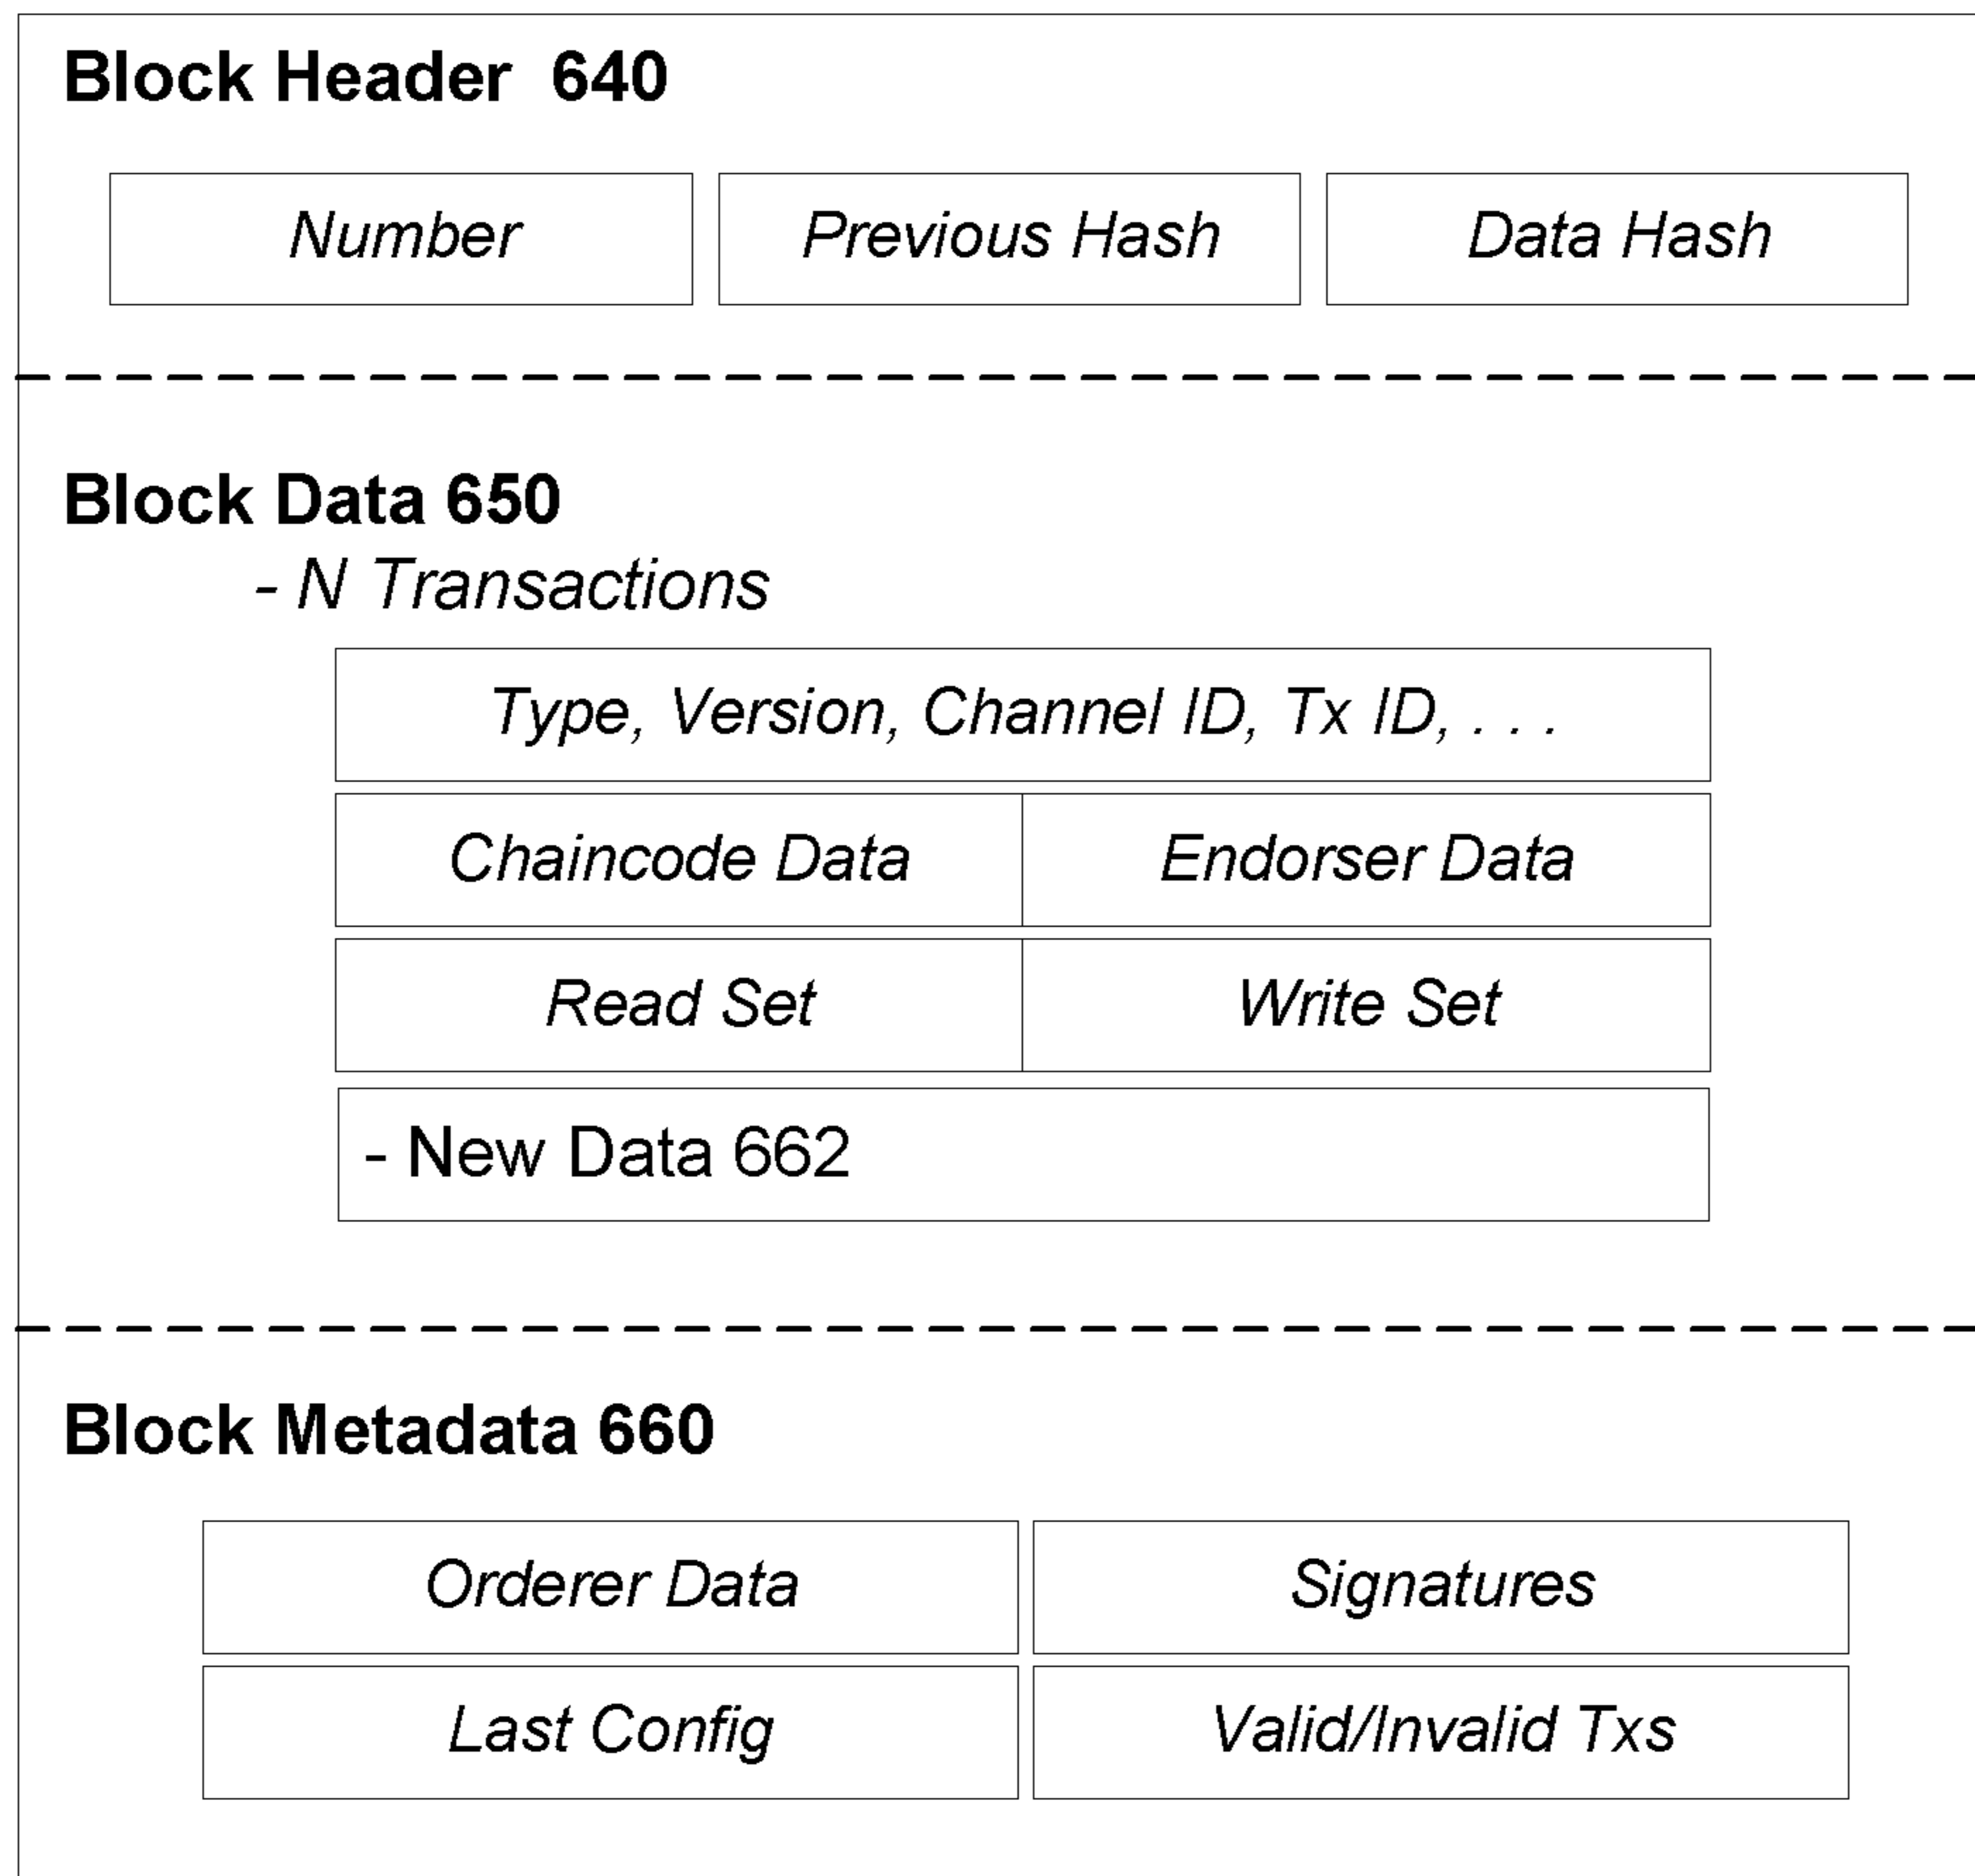 Block Header 640
Number Previous Hash Data Hash
Block Data 650
- N Transactions
Type, Version, Channel ID, Tx ID, . . .
Chaincode Data Endorser Data
Read Set Write Set
- New Data 662
Block Metadata 660
Orderer Data Signatures
Last Config Valid/Invalid Txs